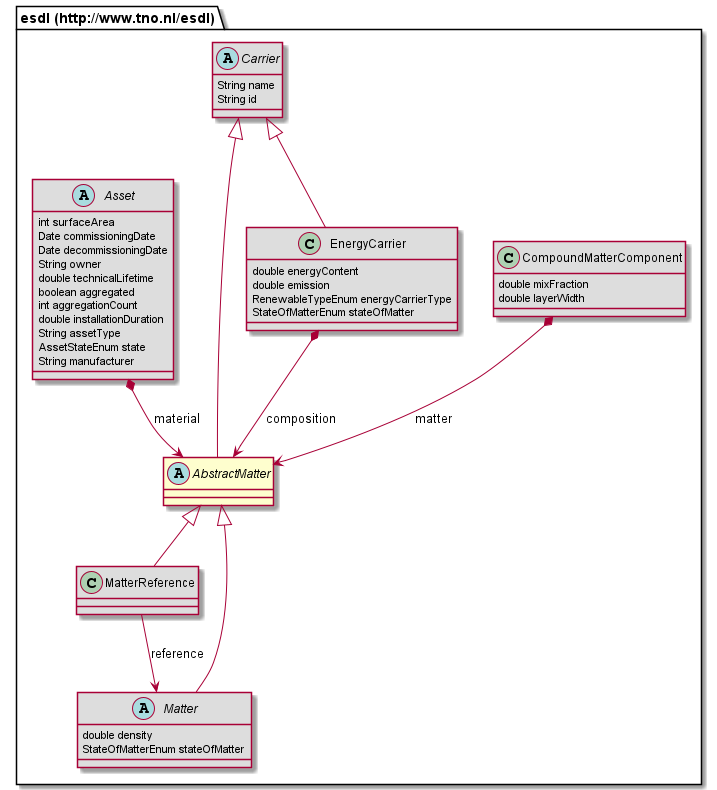 esdl (http://www.tno.nl/esdl)
A Carrier
String name
String id
A Asset
int surfaceArea
Date commissioningDate
Date decommissioningDate
String owner
double technicalLifetime
boolean aggregated
int aggregationCount
double installationDuration
String assetType
AssetStateEnum state
String manufacturer
C EnergyCarrier
double energyContent
double emission
RenewableTypeEnum energyCarrierType
StateOfMatterEnum stateOfMatter
C CompoundMatterComponent
double mixFraction
double layerWidth
material
composition
matter
A AbstractMatter
C MatterReference
reference
A Matter
double density
StateOfMatterEnum stateOfMatter